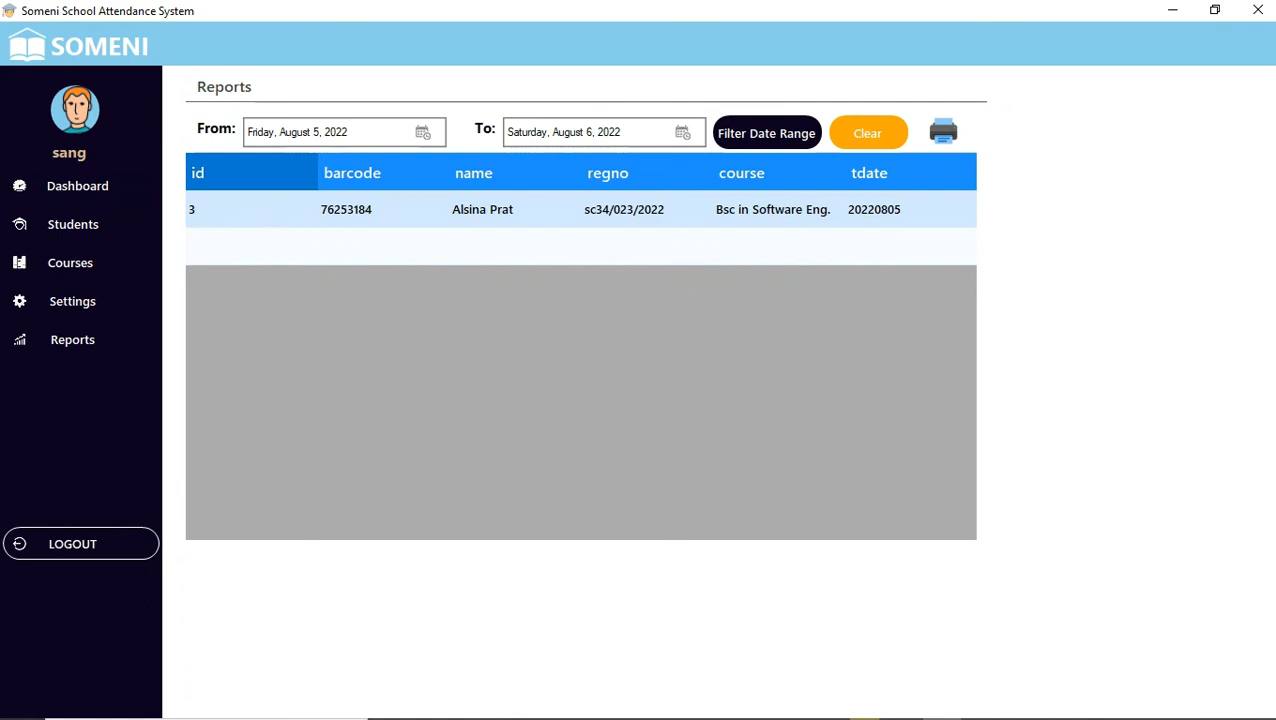 Someni School Attendance System
SOMENI
sang
Dashboard
Students
Courses
Settings
Reports
LOGOUT
Reports
From: Friday, August 5, 2022 To: Saturday, August 6, 2022 Filter Date Range Clear
id barcode name regno course tdate
3 76253184 Alsina Prat sc34/023/2022 Bsc in Software Eng. 20220805